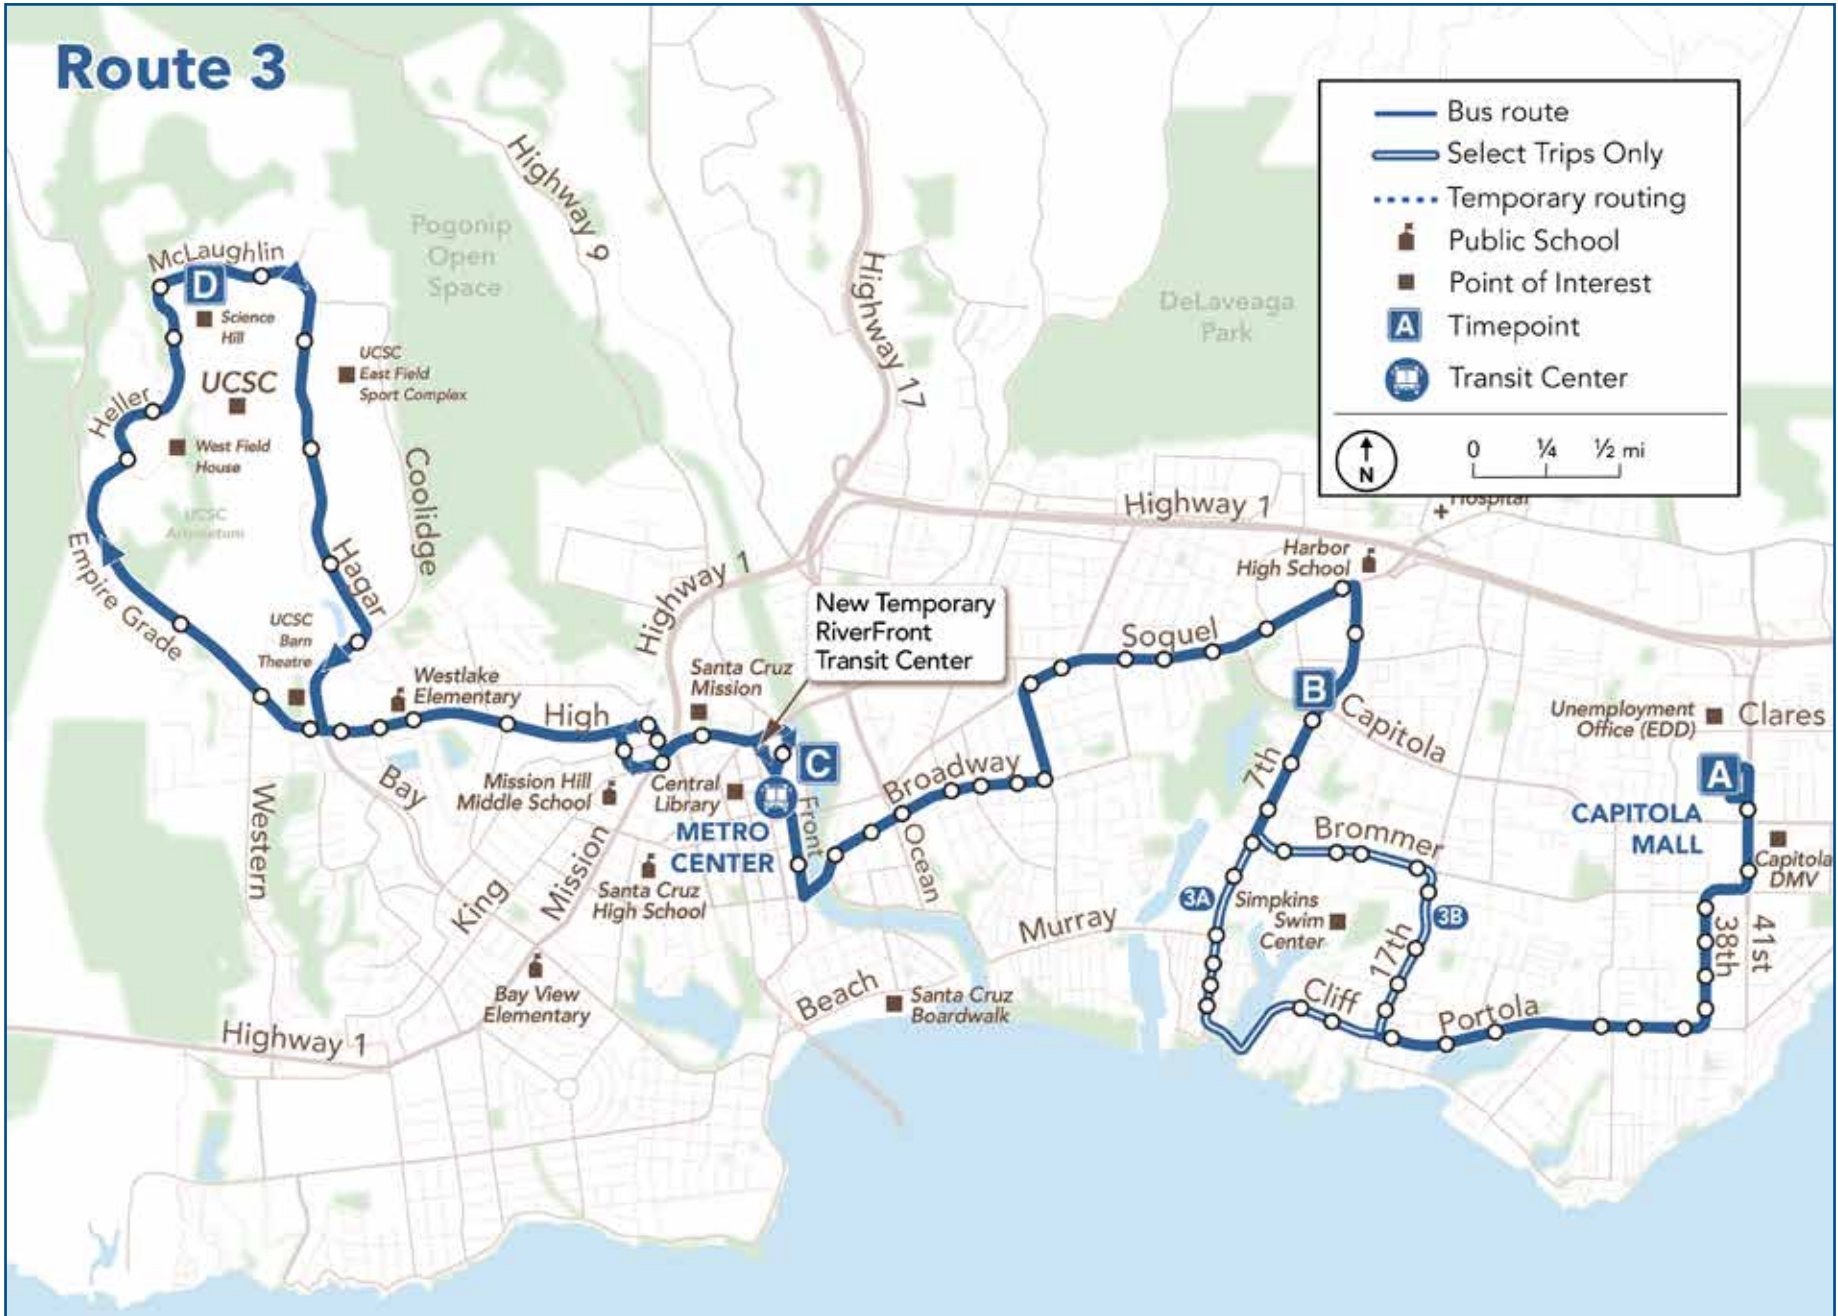 Route 3
Bus route
Select Trips Only
Temporary routing
Public School
Point of Interest
A
Timepoint
Transit Center
N
0 ¼ ½ mi
Highway 9
Pogonip
Open
Space
Highway 17
DeLaveaga
Park
McLaughlin
D
Science
Hill
UCSC
UCSC
East Field
Sport Complex
Heller
West Field
House
Coolidge
UCSC
Arboretum
Empire Grade
Hagar
UCSC
Barn
Theatre
Westlake
Elementary
High
Highway 1
Highway 1
Hospital
Harbor
High School
New Temporary
RiverFront
Transit Center
Santa Cruz
Mission
Soquel
B
Capitola
Unemployment
Office (EDD)
Clares
A
CAPITOLA
MALL
Capitola
DMV
C
7th
Broadway
Mission Hill
Middle School
Central
Library
METRO
CENTER
Front
Ocean
Brommer
Western
Bay
King
Mission
Santa Cruz
High School
3A
Simpkins
Swim
Center
3B
17th
38th
41st
Murray
Bay View
Elementary
Beach
Santa Cruz
Boardwalk
Cliff
Portola
Highway 1